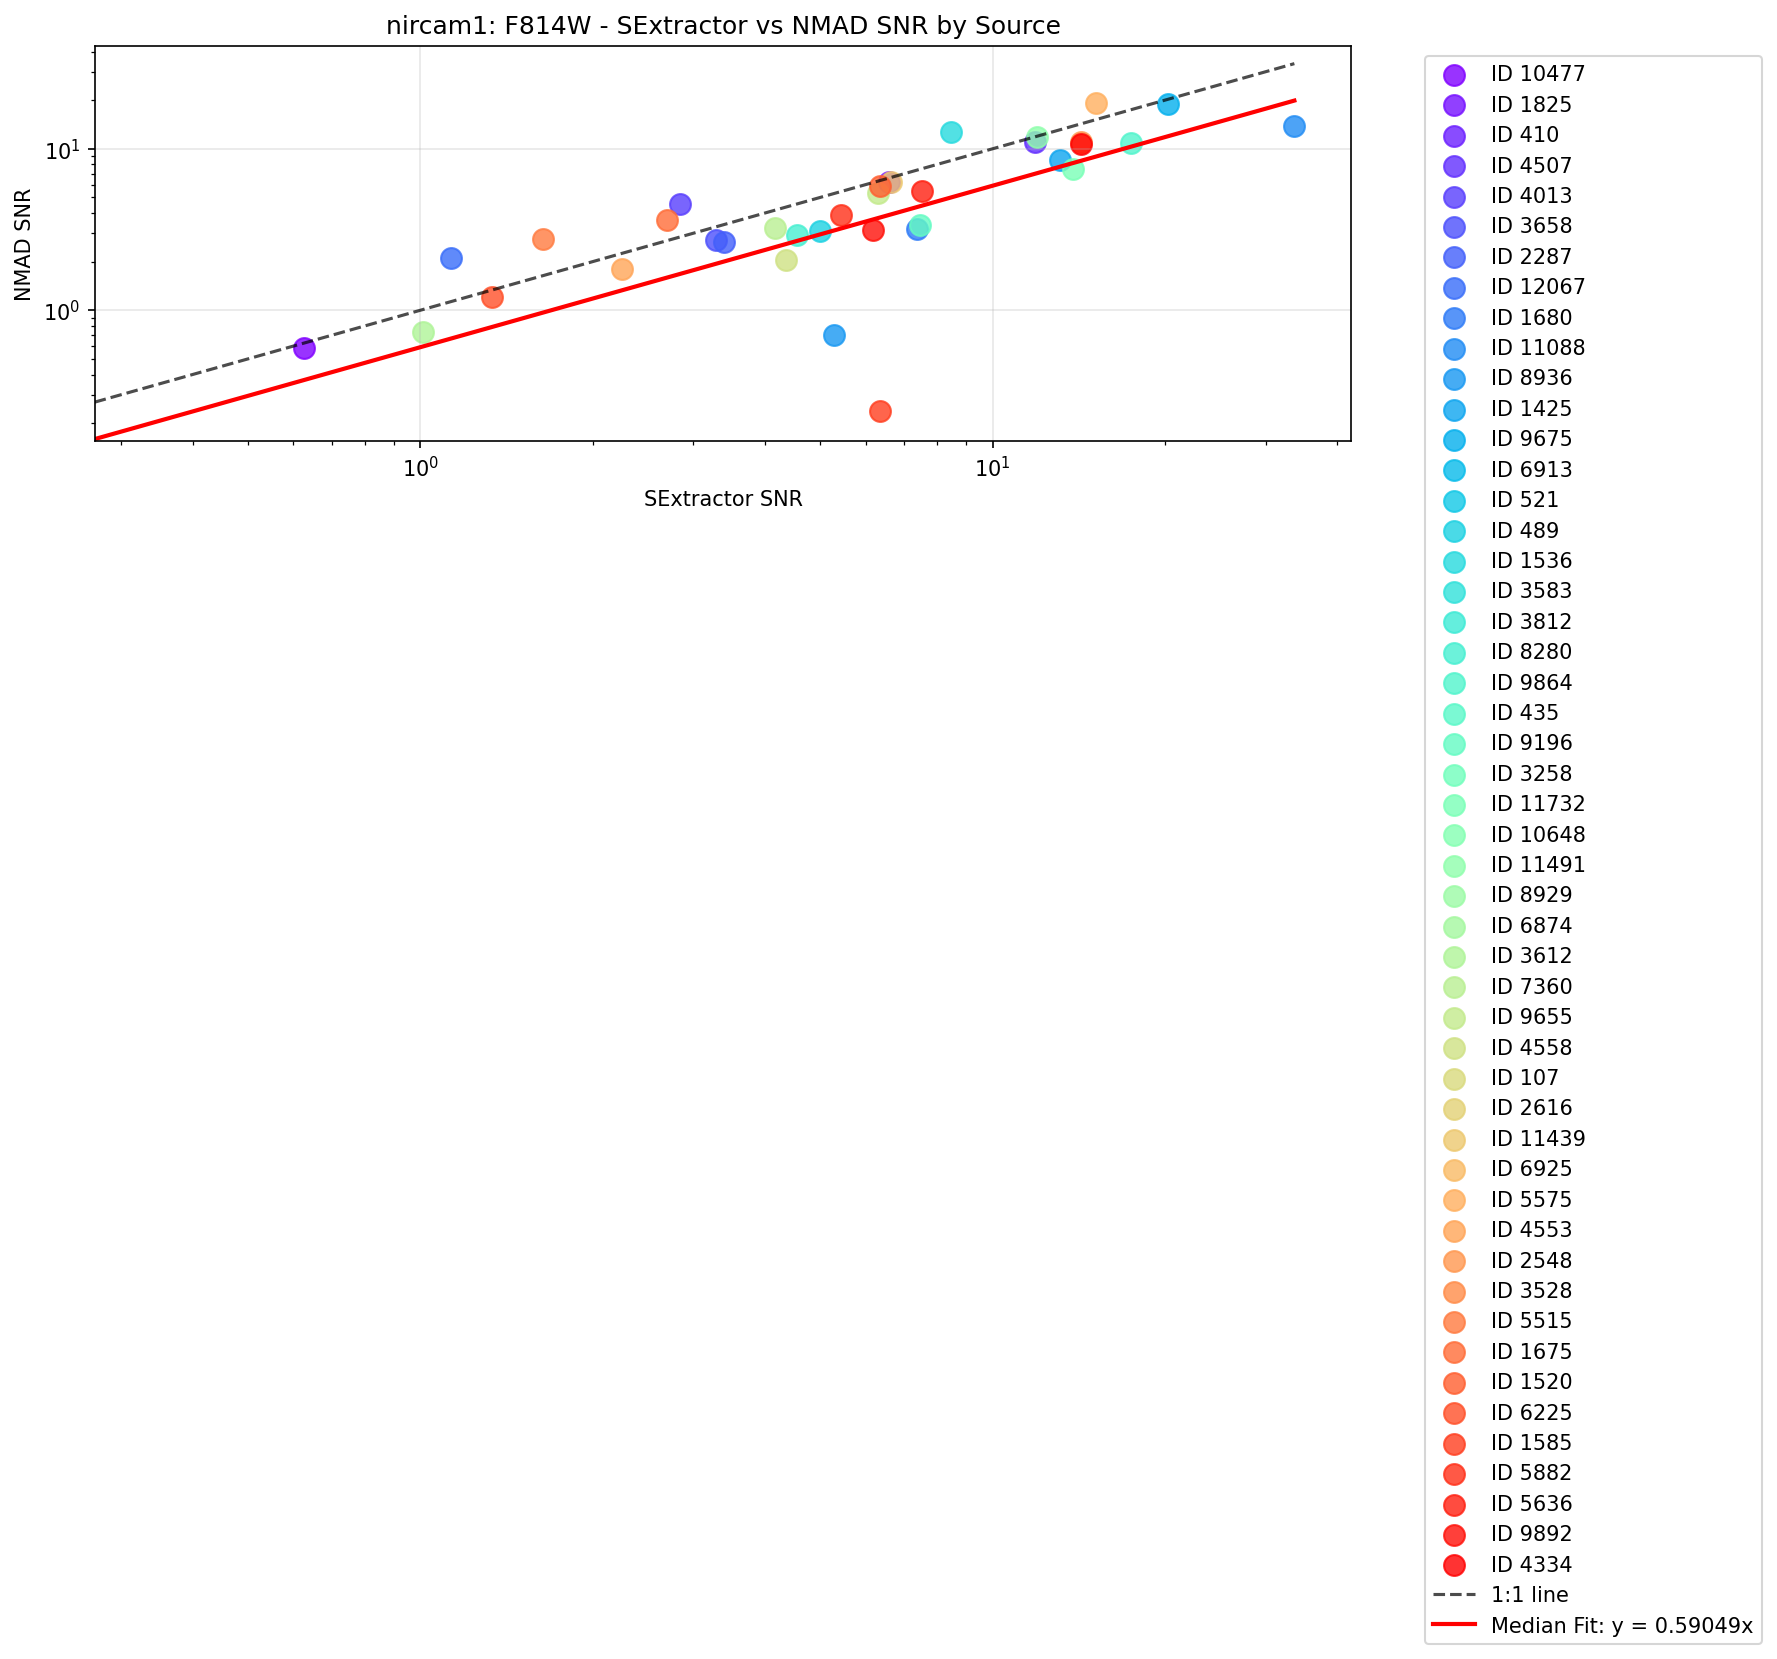 nircam1: F814W - SExtractor vs NMAD SNR by Source
NMAD SNR
10¹
10⁰
10⁰
10¹
SExtractor SNR
ID 10477
ID 1825
ID 410
ID 4507
ID 4013
ID 3658
ID 2287
ID 12067
ID 1680
ID 11088
ID 8936
ID 1425
ID 9675
ID 6913
ID 521
ID 489
ID 1536
ID 3583
ID 3812
ID 8280
ID 9864
ID 435
ID 9196
ID 3258
ID 11732
ID 10648
ID 11491
ID 8929
ID 6874
ID 3612
ID 7360
ID 9655
ID 4558
ID 107
ID 2616
ID 11439
ID 6925
ID 5575
ID 4553
ID 2548
ID 3528
ID 5515
ID 1675
ID 1520
ID 6225
ID 1585
ID 5882
ID 5636
ID 9892
ID 4334
1:1 line
Median Fit: y = 0.59049x